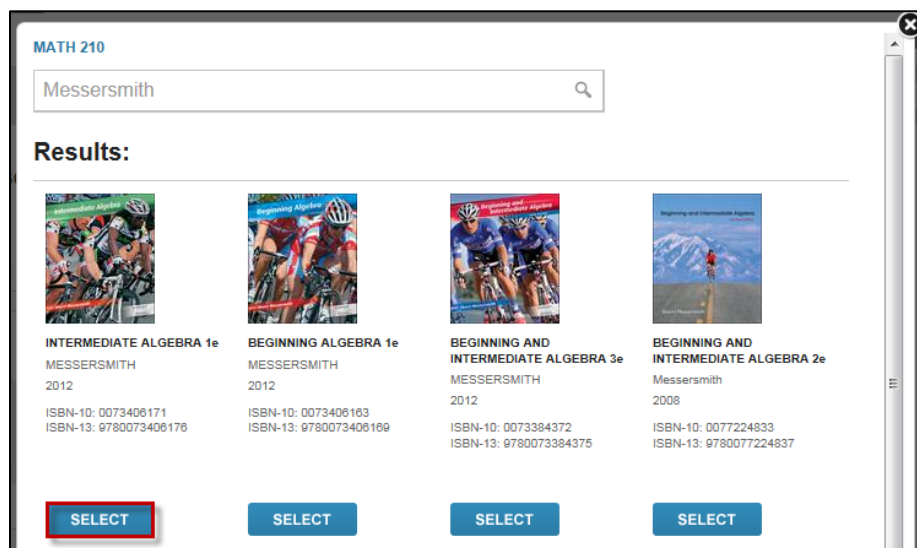 MATH 210
Messersmith
Results:
Intermediate Algebra
Beginning Algebra
Beginning and
Intermediate Algebra
Beginning and Intermediate Algebra
Sherri Messersmith
INTERMEDIATE ALGEBRA 1e
MESSERSMITH
2012
ISBN-10: 0073406171
ISBN-13: 9780073406176
SELECT
BEGINNING ALGEBRA 1e
MESSERSMITH
2012
ISBN-10: 0073406163
ISBN-13: 9780073406169
SELECT
BEGINNING AND
INTERMEDIATE ALGEBRA 3e
MESSERSMITH
2012
ISBN-10: 0073384372
ISBN-13: 9780073384375
SELECT
BEGINNING AND
INTERMEDIATE ALGEBRA 2e
Messersmith
2008
ISBN-10: 0077224833
ISBN-13: 9780077224837
SELECT